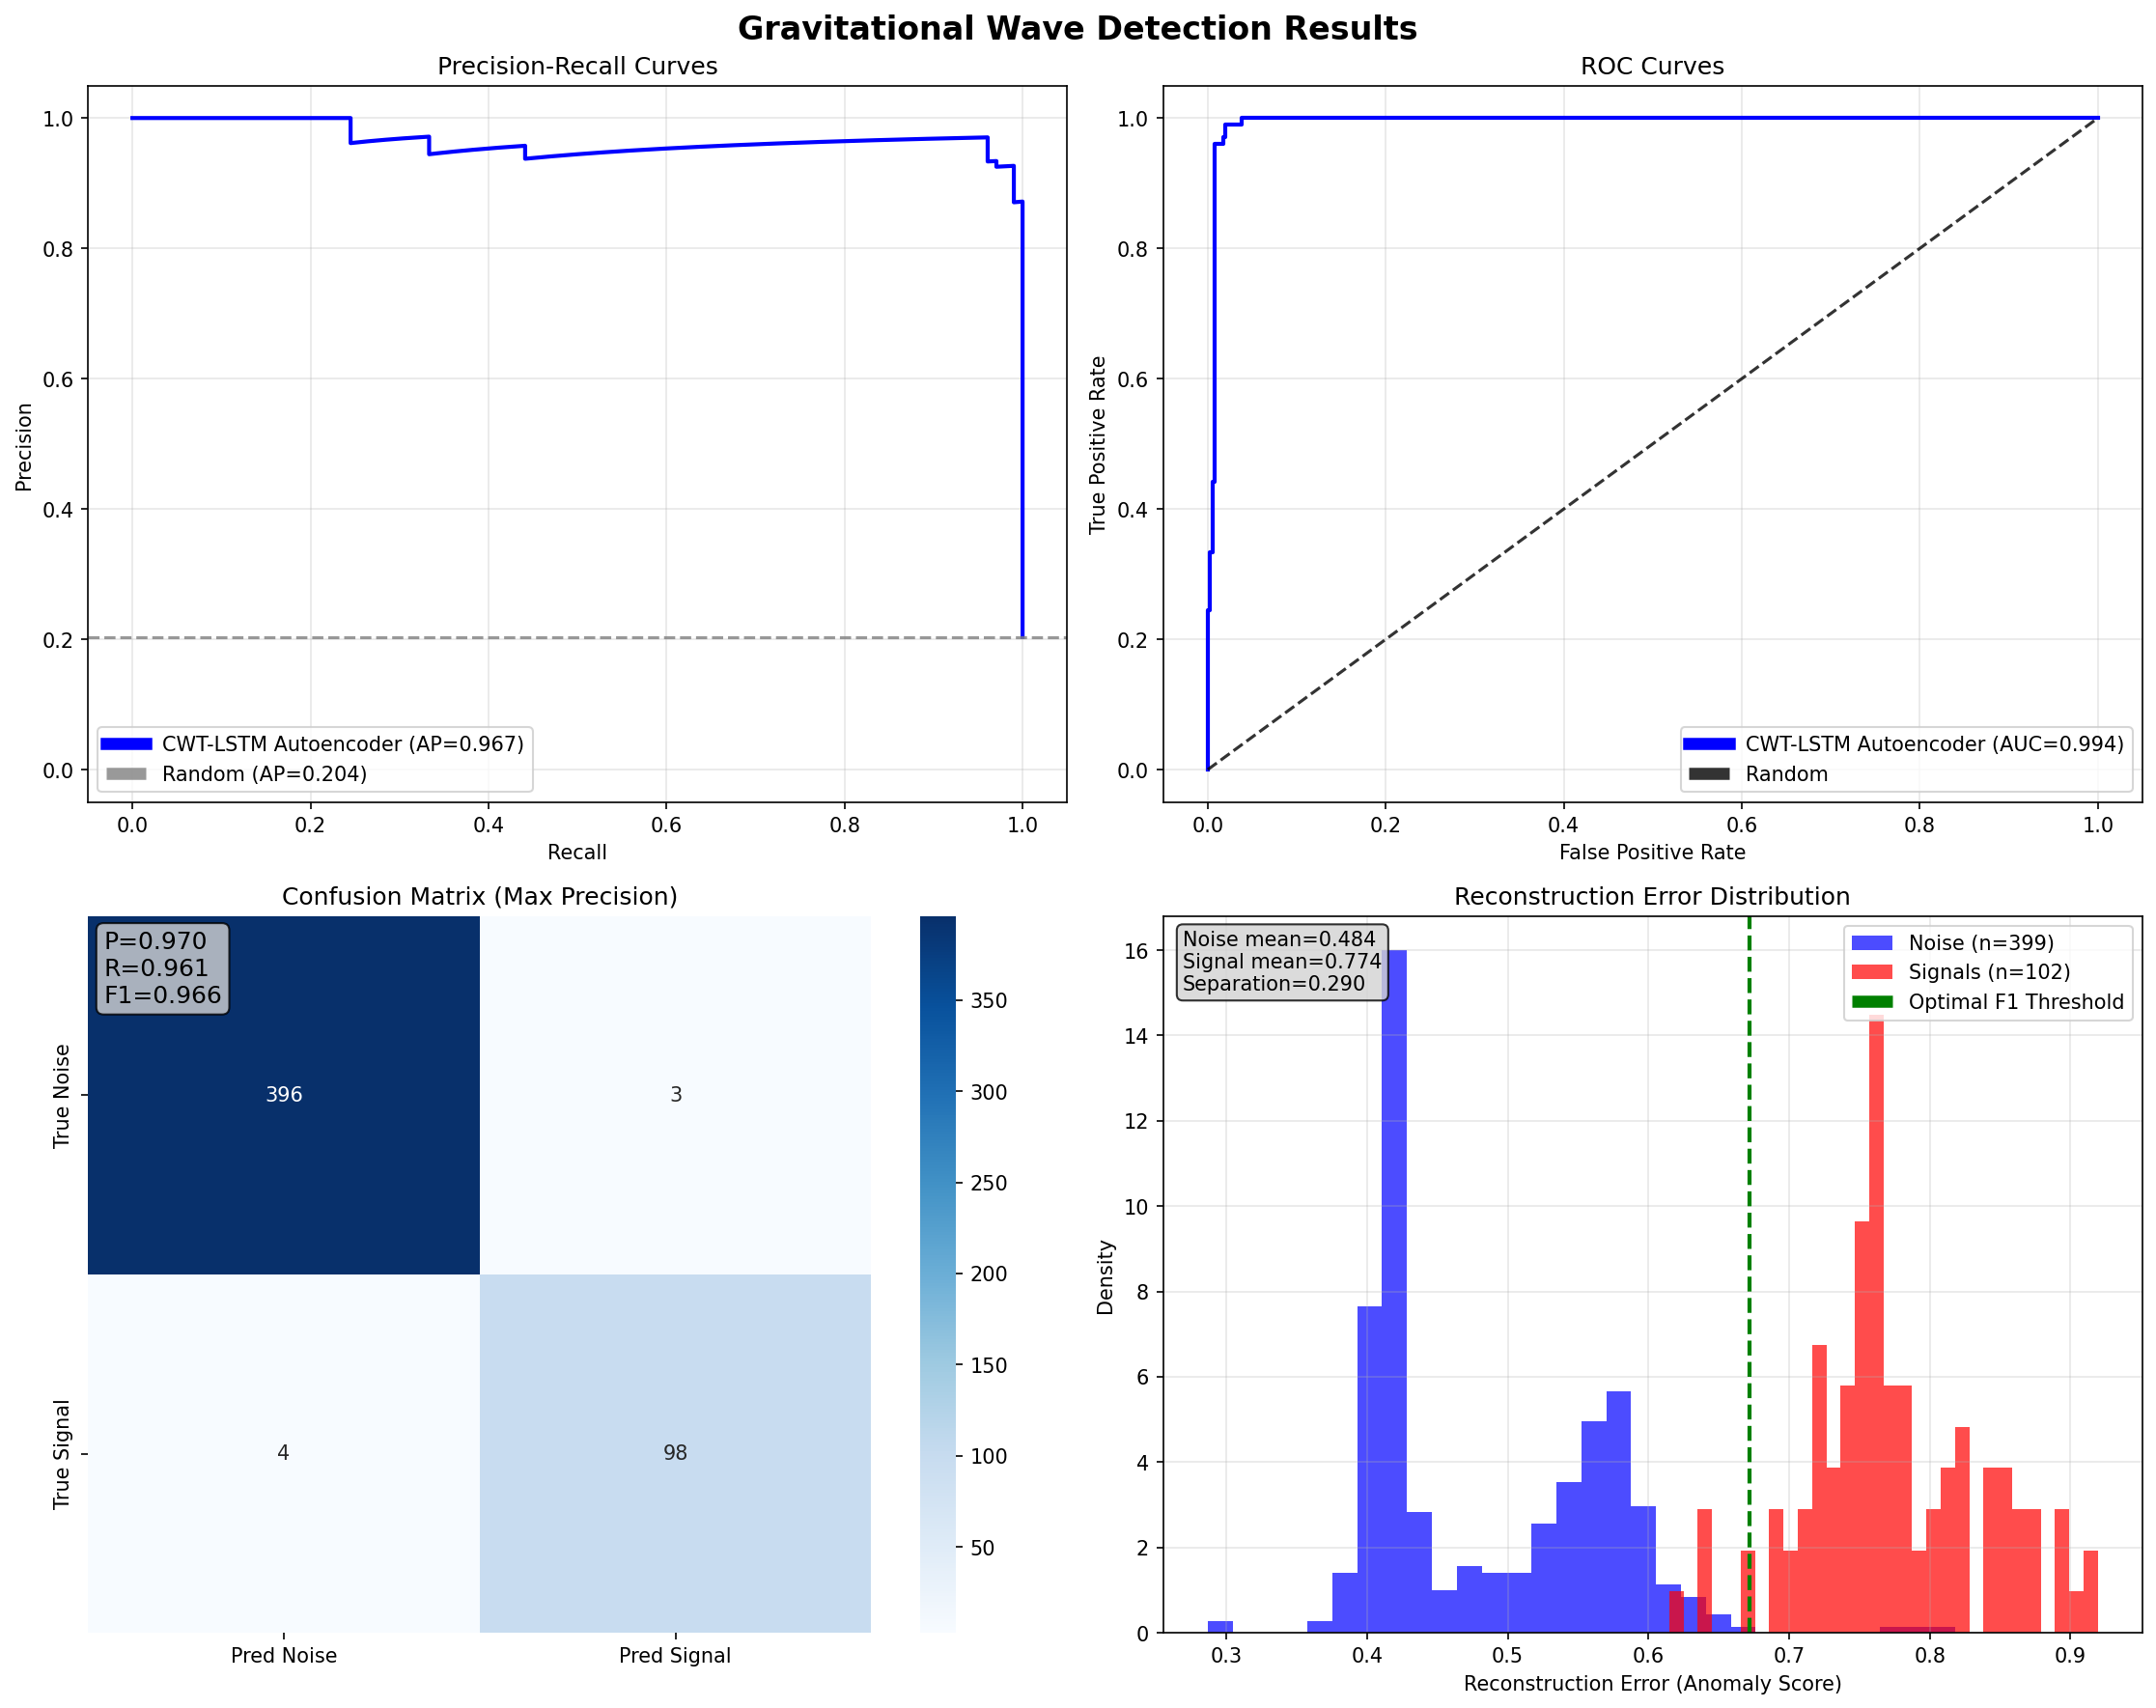 Gravitational Wave Detection Results
Precision-Recall Curves
1.0
0.8
0.6
0.4
0.2
0.0
Precision
CWT-LSTM Autoencoder (AP=0.967)
Random (AP=0.204)
0.0 0.2 0.4 0.6 0.8 1.0
Recall
ROC Curves
1.0
0.8
0.6
0.4
0.2
0.0
True Positive Rate
CWT-LSTM Autoencoder (AUC=0.994)
Random
0.0 0.2 0.4 0.6 0.8 1.0
False Positive Rate
Confusion Matrix (Max Precision)
P=0.970
R=0.961
F1=0.966
True Noise
396 3
True Signal
4 98
Pred Noise Pred Signal
350
300
250
200
150
100
50
Reconstruction Error Distribution
Noise mean=0.484
Signal mean=0.774
Separation=0.290
Noise (n=399)
Signals (n=102)
Optimal F1 Threshold
16
14
12
10
8
6
4
2
0
Density
0.3 0.4 0.5 0.6 0.7 0.8 0.9
Reconstruction Error (Anomaly Score)